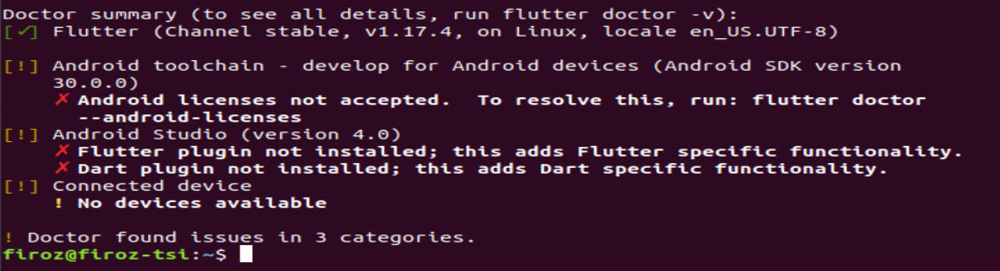 Doctor summary (to see all details, run flutter doctor -v):
[✓] Flutter (Channel stable, v1.17.4, on Linux, locale en_US.UTF-8)
[!] Android toolchain - develop for Android devices (Android SDK version
30.0.0)
✗ Android licenses not accepted.  To resolve this, run: flutter doctor
--android-licenses
[!] Android Studio (version 4.0)
✗ Flutter plugin not installed; this adds Flutter specific functionality.
✗ Dart plugin not installed; this adds Dart specific functionality.
[!] Connected device
! No devices available
! Doctor found issues in 3 categories.
firoz@firoz-tsi:~$